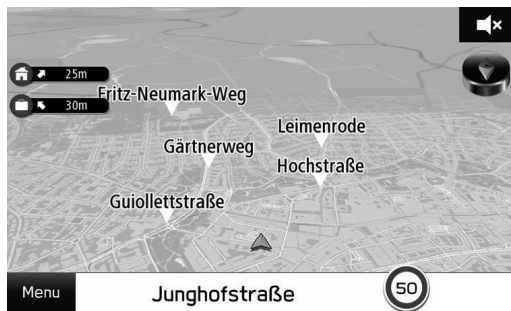 25m
30m
Fritz-Neumark-Weg
Leimenrode
Gärtnerweg
Hochstraße
Guiollettstraße
Menu
Junghofstraße
50